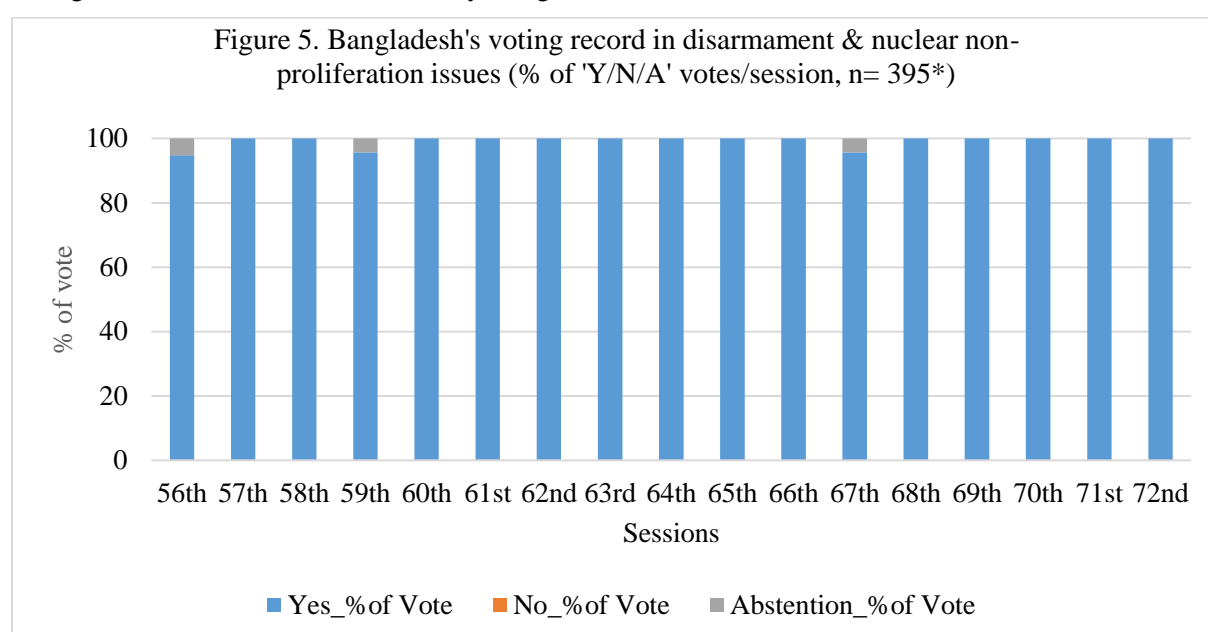 Figure 5. Bangladesh's voting record in disarmament & nuclear non-
proliferation issues (% of 'Y/N/A' votes/session, n= 395*)
100
80
60
40
20
0
% of vote
56th 57th 58th 59th 60th 61st 62nd 63rd 64th 65th 66th 67th 68th 69th 70th 71st 72nd
Sessions
Yes_%of Vote No_%of Vote Abstention_%of Vote